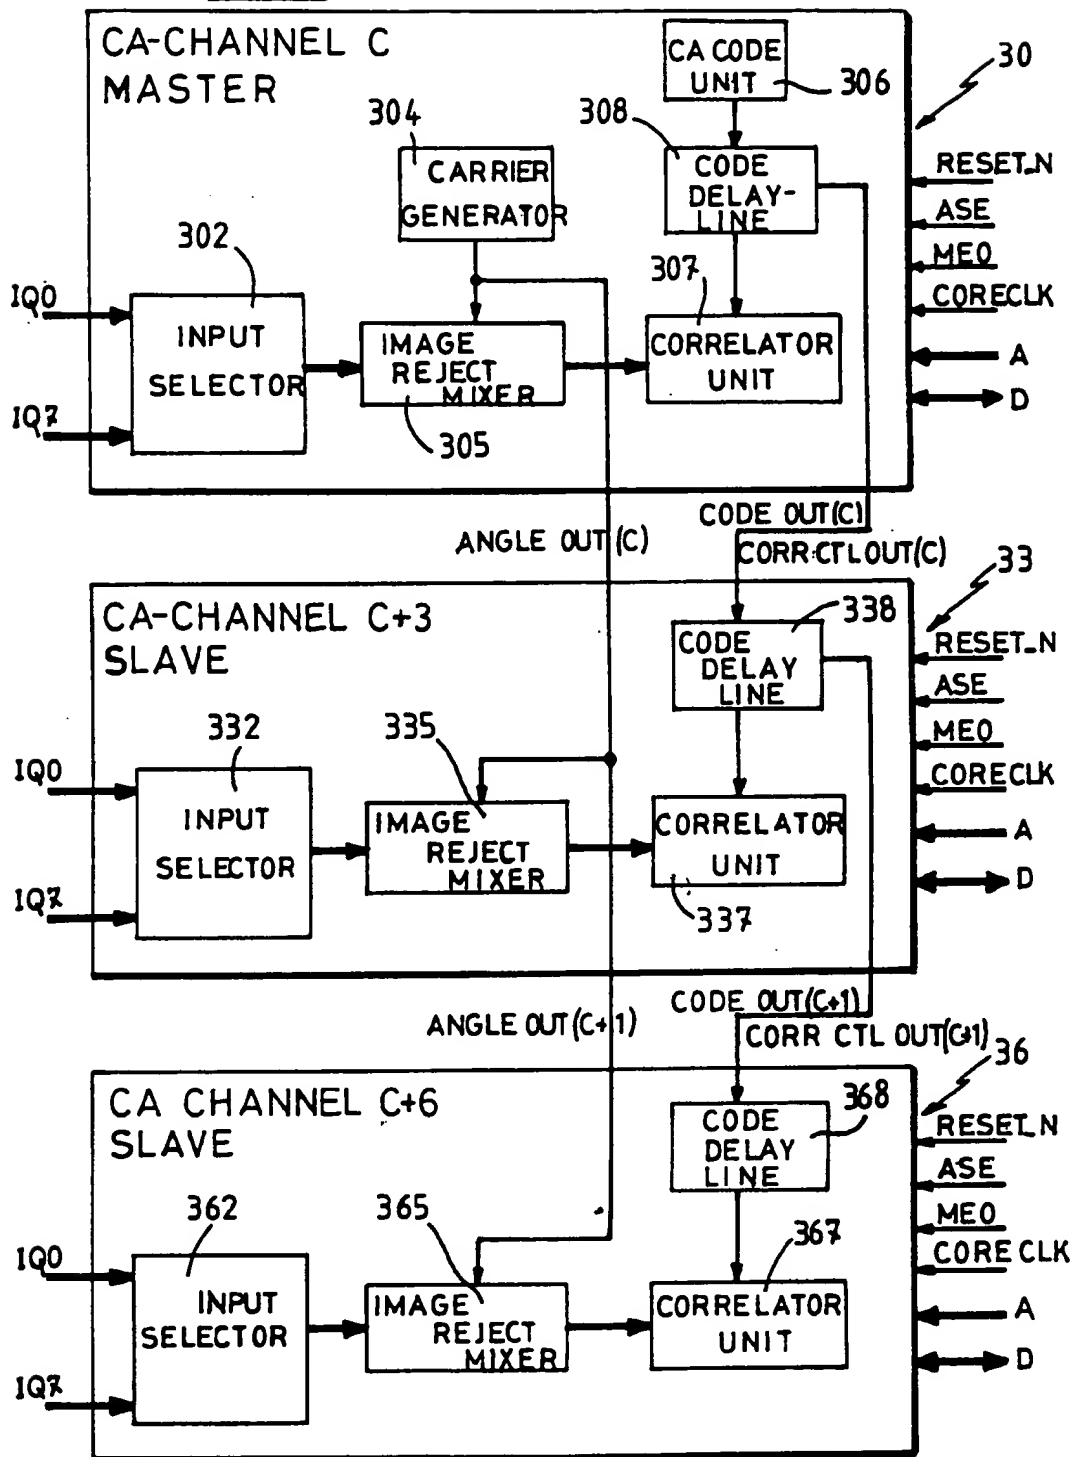 CA-CHANNEL C
MASTER
CA CODE
UNIT
306
30
304
308
CARRIER
GENERATOR
CODE
DELAY-
LINE
RESET_N
ASE
MEO
CORECLK
A
D
302
307
IQ0
IQ7
INPUT
SELECTOR
IMAGE
REJECT
MIXER
305
CORRELATOR
UNIT
ANGLE OUT(C)
CODE OUT(C)
CORR.CTLOUT(C)
CA-CHANNEL C+3
SLAVE
338
33
CODE
DELAY
LINE
RESET_N
ASE
MEO
CORECLK
A
D
332
335
IQ0
IQ7
INPUT
SELECTOR
IMAGE
REJECT
MIXER
CORRELATOR
UNIT
337
ANGLE OUT(C+1)
CODE OUT(C+1)
CORR CTL OUT(C+1)
CA CHANNEL C+6
SLAVE
368
36
CODE
DELAY
LINE
RESET_N
ASE
MEO
CORECLK
A
D
362
365
367
IQ0
IQ7
INPUT
SELECTOR
IMAGE
REJECT
MIXER
CORRELATOR
UNIT